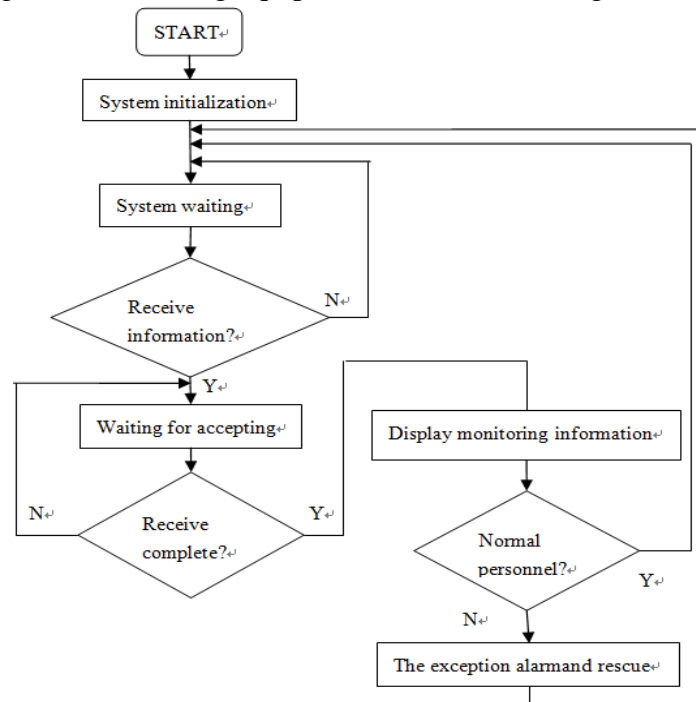 START↵
System initialization↵
System waiting↵
Receive
information?↵
N↵
Y↵
Waiting for accepting↵
Receive
complete?↵
N↵
Y↵
Display monitoring information↵
Normal
personnel?↵
Y↵
N↵
The exception alarmand rescue↵